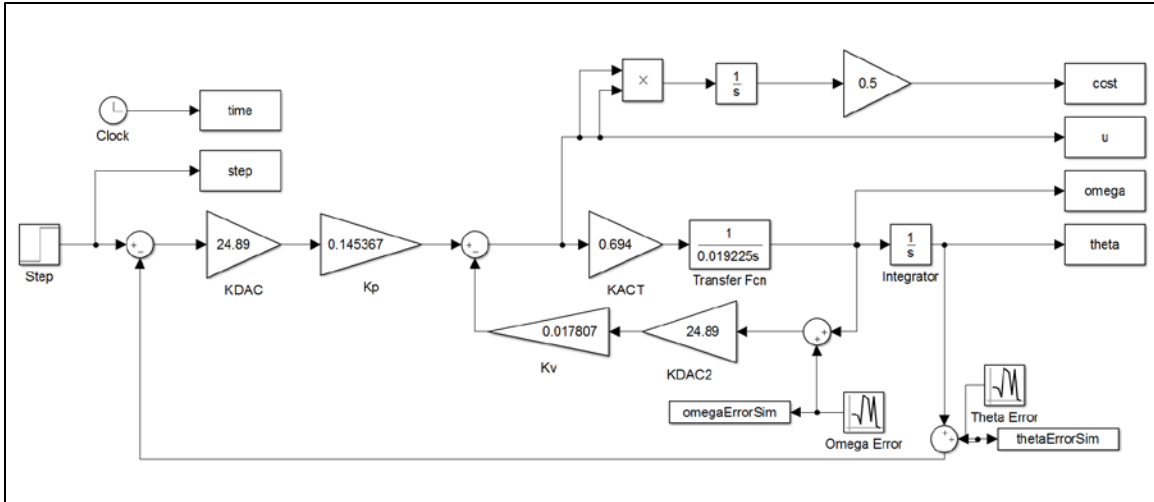 ×
1
s
0.5
cost
time
Clock
u
step
omega
+
−
24.89
0.145367
+
−
0.694
1
0.019225s
1
s
theta
Step
KDAC
Kp
KACT
Transfer Fcn
Integrator
0.017807
24.89
+
+
Kv
KDAC2
omegaErrorSim
Omega Error
Theta Error
+
+
thetaErrorSim